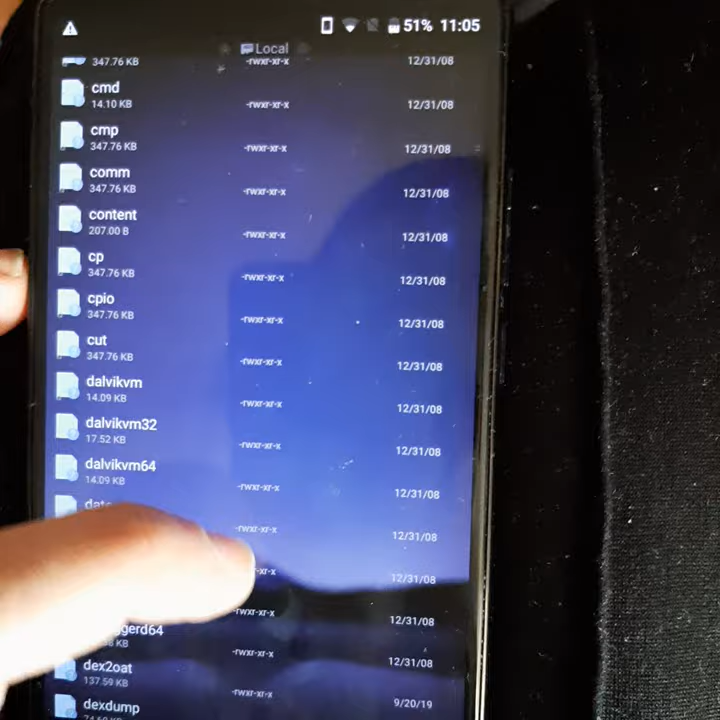 51% 11:05
Local
347.76 KB -rwxr-xr-x 12/31/08
cmd
14.10 KB -rwxr-xr-x 12/31/08
cmp
347.76 KB -rwxr-xr-x 12/31/08
comm
347.76 KB -rwxr-xr-x 12/31/08
content
207.00 B -rwxr-xr-x 12/31/08
cp
347.76 KB -rwxr-xr-x 12/31/08
cpio
347.76 KB -rwxr-xr-x 12/31/08
cut
347.76 KB -rwxr-xr-x 12/31/08
dalvikvm
14.09 KB -rwxr-xr-x 12/31/08
dalvikvm32
17.52 KB -rwxr-xr-x 12/31/08
dalvikvm64
14.09 KB -rwxr-xr-x 12/31/08
-rwxr-xr-x 12/31/08
-xr-x 12/31/08
ggerd64
KB -rwxr-xr-x 12/31/08
dex2oat
137.59 KB -rwxr-xr-x 12/31/08
dexdump
-rwxr-xr-x 9/20/19